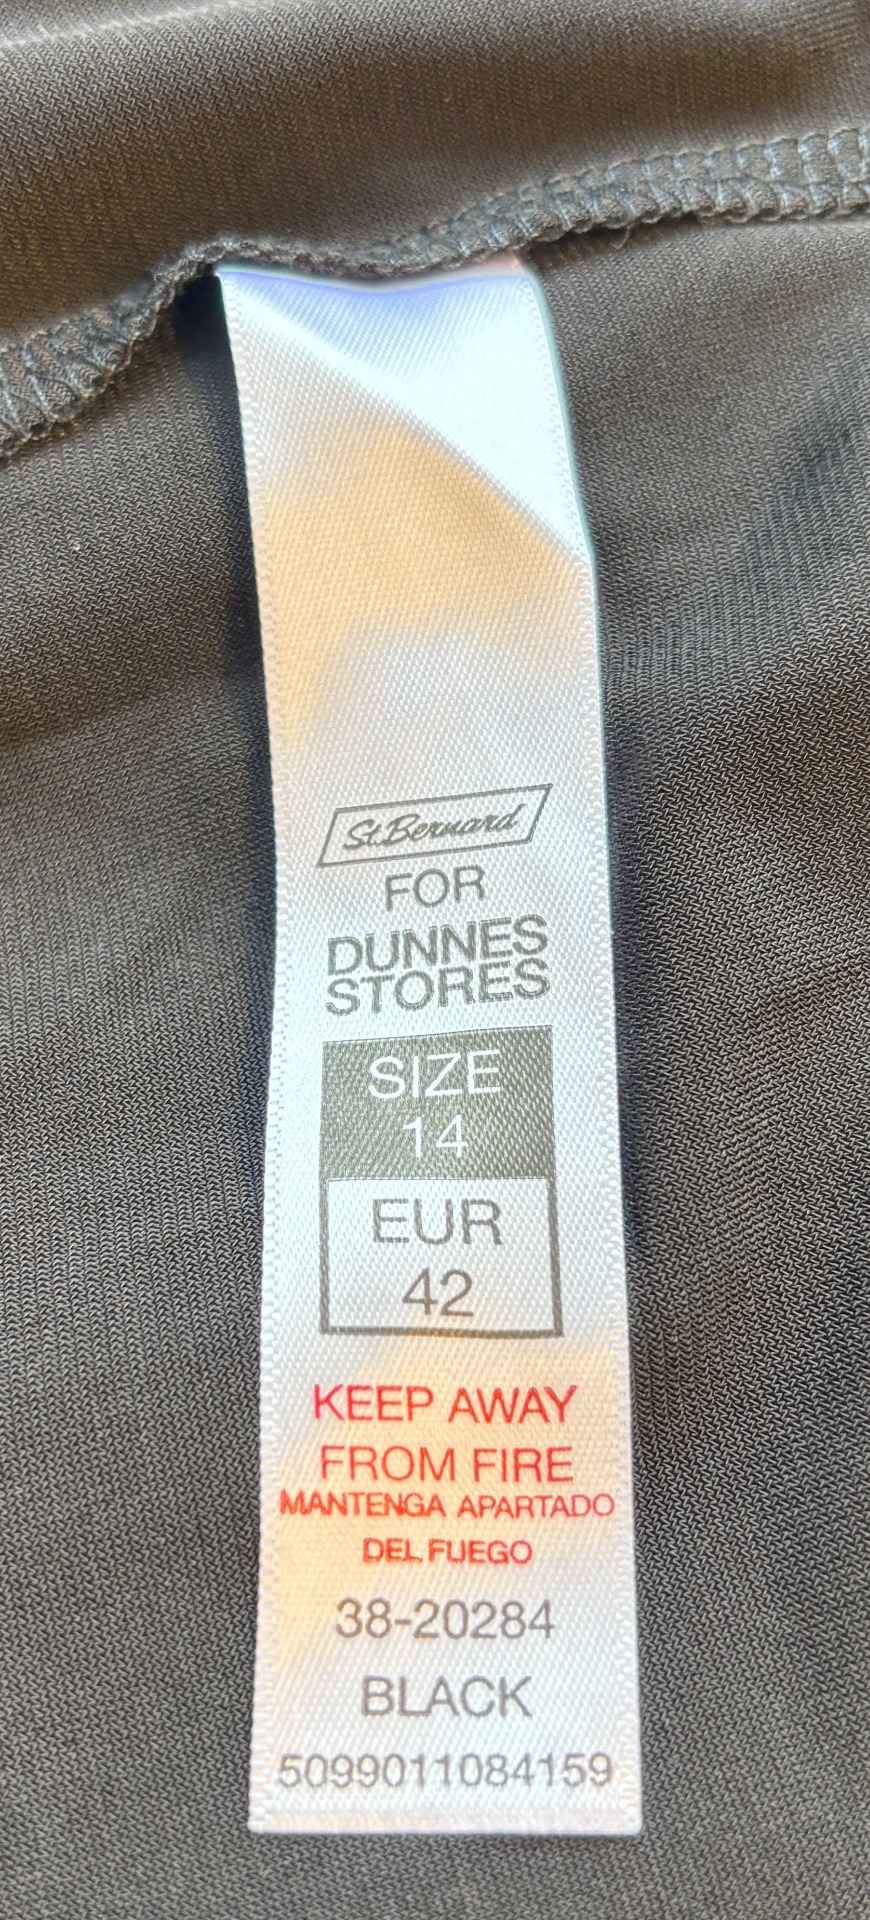 St.Bernard
FOR
DUNNES
STORES
SIZE
14
EUR
42
KEEP AWAY
FROM FIRE
MANTENGA APARTADO
DEL FUEGO
38-20284
BLACK
5099011084159